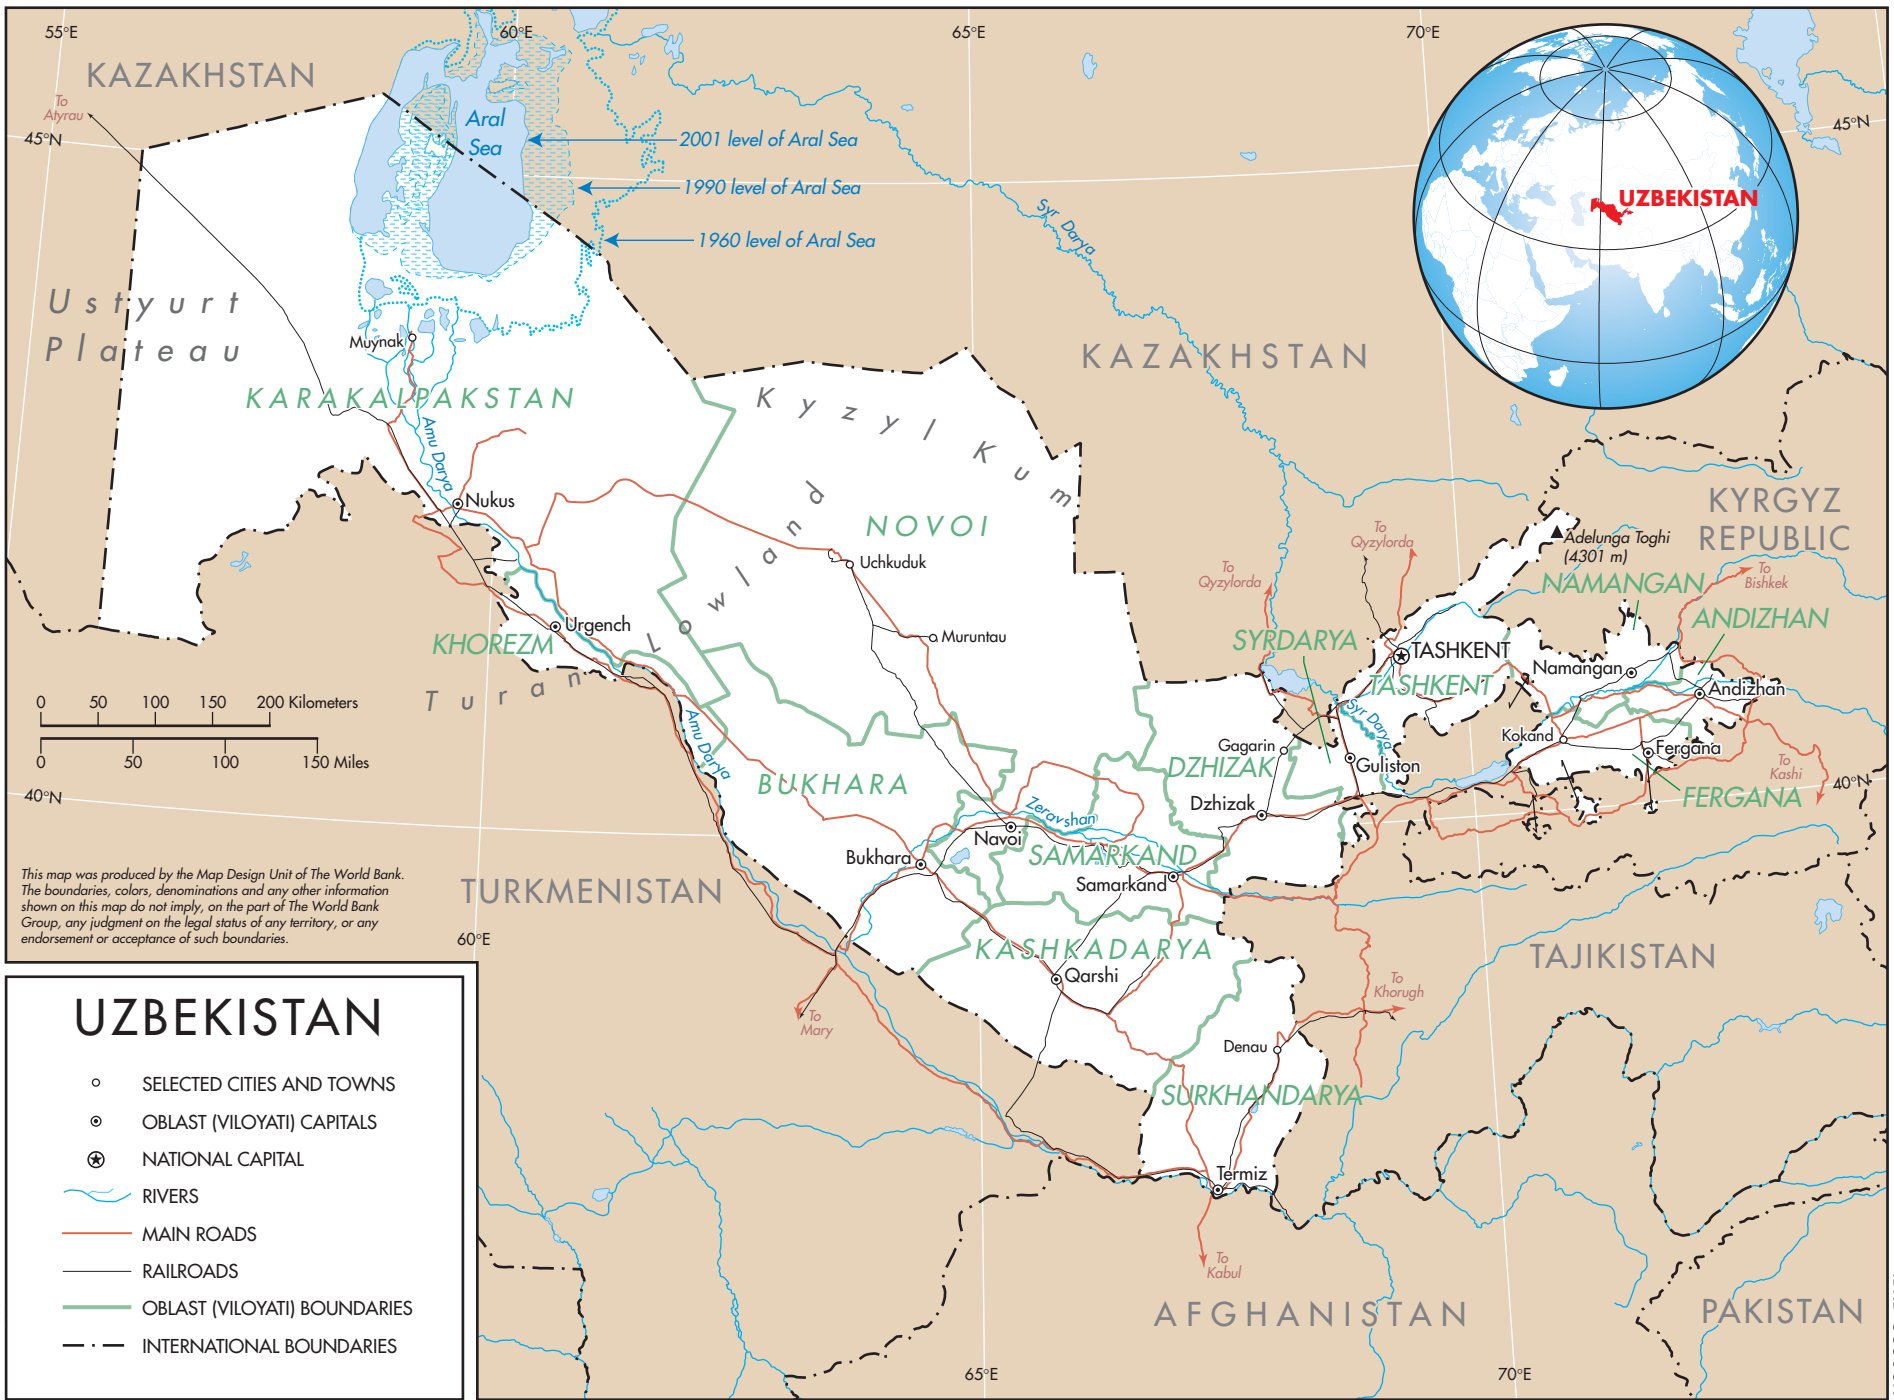 55°E
60°E
65°E
70°E
KAZAKHSTAN
To
Atyrau
45°N
45°N
Aral
Sea
2001 level of Aral Sea
1990 level of Aral Sea
1960 level of Aral Sea
Syr Darya
UZBEKISTAN
Ustyurt
Plateau
Muynak
KAZAKHSTAN
KARAKALPAKSTAN
Kyzyl Kum
Amu Darya
Nukus
NOVOI
KYRGYZ
REPUBLIC
To
Qyzylorda
Adelunga Toghi
(4301 m)
Uchkuduk
To
Qyzylorda
To
Bishkek
NAMANGAN
ANDIZHAN
Urgench
KHOREZM
Muruntau
SYRDARYA
TASHKENT
TASHKENT
Namangan
Andizhan
Turan Lowland
0 50 100 150 200 Kilometers
0 50 100 150 Miles
Amu Darya
Syr Darya
Kokand
Fergana
Gagarin
Guliston
DZHIZAK
BUKHARA
To
Kashi
FERGANA
40°N
40°N
Dzhizak
Zeravshan
Navoi
Bukhara
SAMARKAND
Samarkand
This map was produced by the Map Design Unit of The World Bank.
The boundaries, colors, denominations and any other information
shown on this map do not imply, on the part of The World Bank
Group, any judgment on the legal status of any territory, or any
endorsement or acceptance of such boundaries.
TURKMENISTAN
60°E
KASHKADARYA
Qarshi
TAJIKISTAN
To
Khorugh
To
Mary
Denau
SURKHANDARYA
Termiz
To
Kabul
AFGHANISTAN
PAKISTAN
65°E
70°E
UZBEKISTAN
SELECTED CITIES AND TOWNS
OBLAST (VILOYATI) CAPITALS
NATIONAL CAPITAL
RIVERS
MAIN ROADS
RAILROADS
OBLAST (VILOYATI) BOUNDARIES
INTERNATIONAL BOUNDARIES